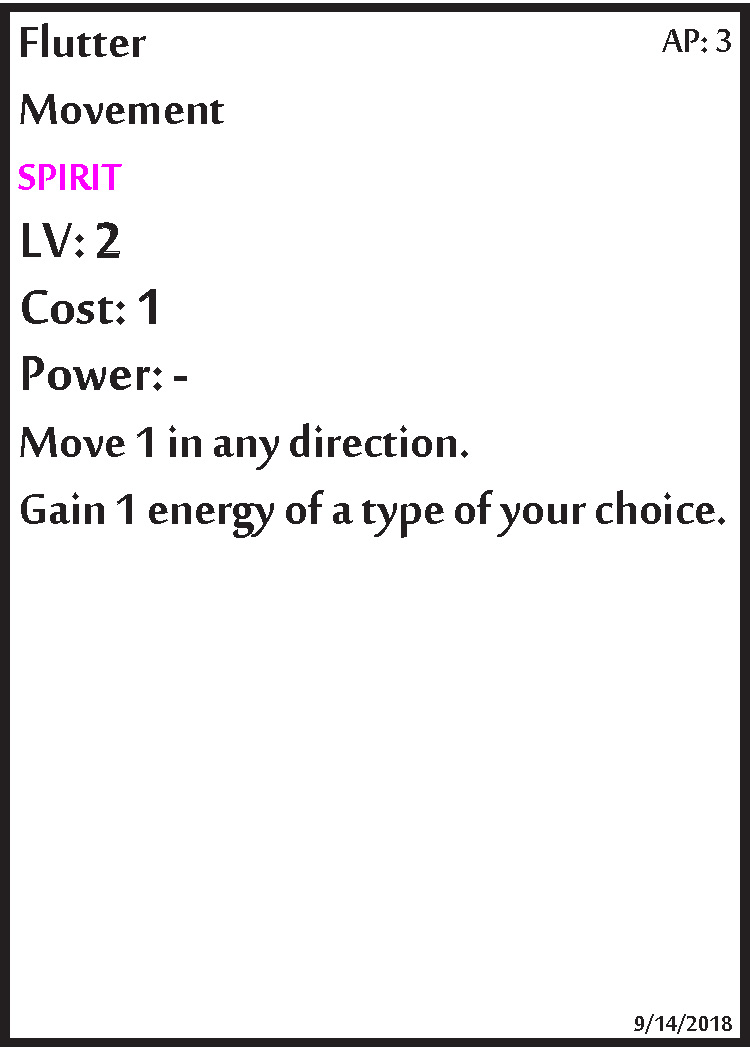 Flutter
AP: 3
Movement
SPIRIT
LV: 2
Cost: 1
Power: -
Move 1 in any direction.
Gain 1 energy of a type of your choice.
9/14/2018